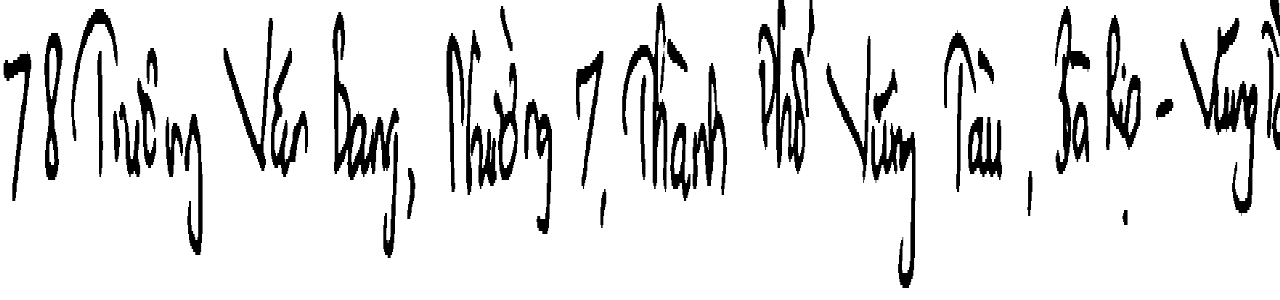 78 Trương Văn Bang, Phường 7, Thành Phố Vũng Tàu, Bà Rịa - Vũng